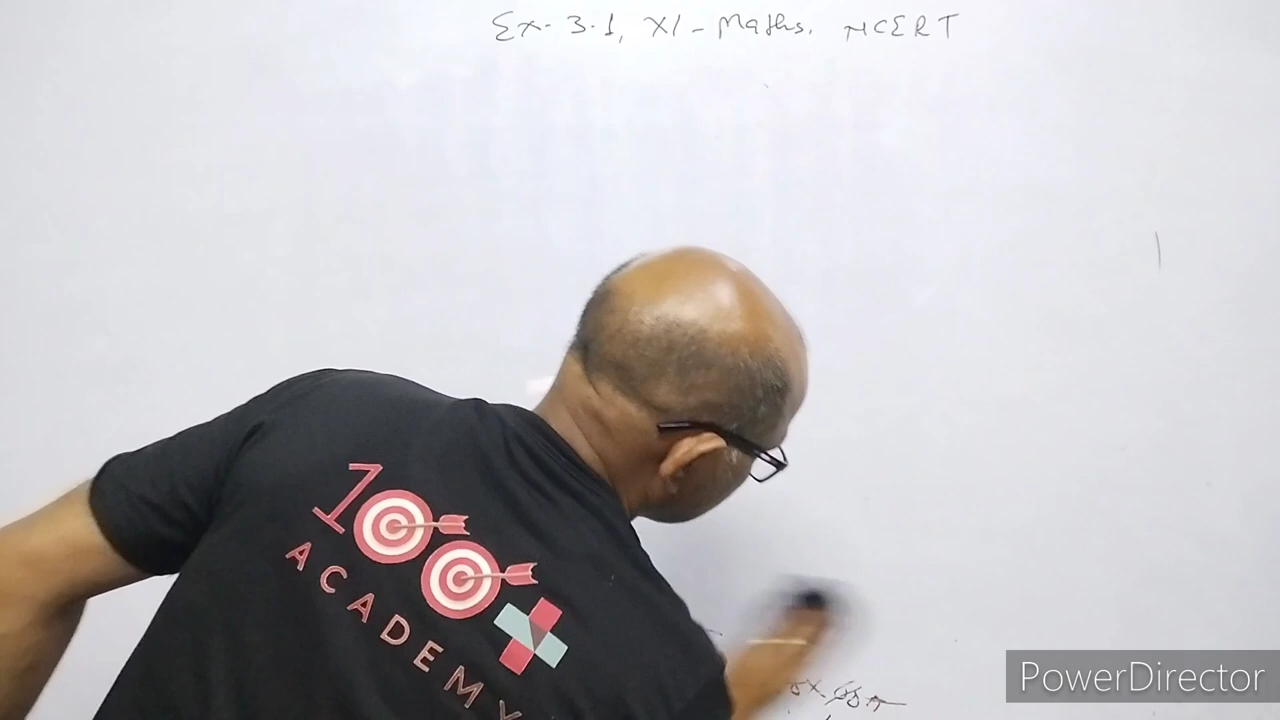 Ex. 3.1, XI - Maths. NCERT
100+
ACADEMY
PowerDirector